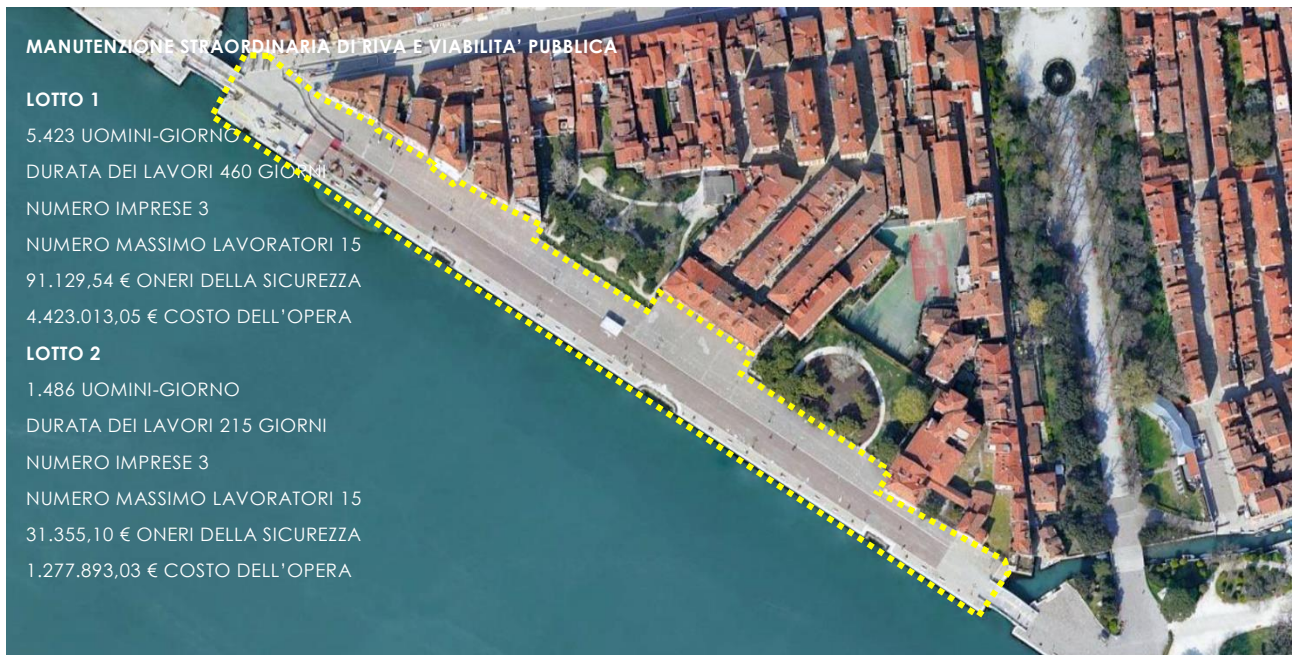 MANUTENZIONE STRAORDINARIA DI RIVA E VIABILITA' PUBBLICA
LOTTO 1
5.423 UOMINI-GIORNO
DURATA DEI LAVORI 460 GIORNI
NUMERO IMPRESE 3
NUMERO MASSIMO LAVORATORI 15
91.129,54 € ONERI DELLA SICUREZZA
4.423.013,05 € COSTO DELL'OPERA
LOTTO 2
1.486 UOMINI-GIORNO
DURATA DEI LAVORI 215 GIORNI
NUMERO IMPRESE 3
NUMERO MASSIMO LAVORATORI 15
31.355,10 € ONERI DELLA SICUREZZA
1.277.893,03 € COSTO DELL'OPERA